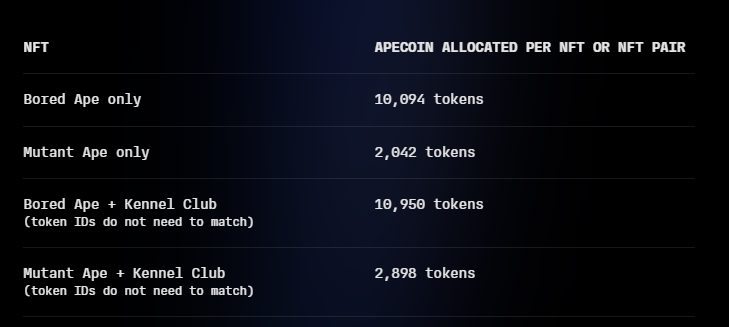 NFT APECOIN ALLOCATED PER NFT OR NFT PAIR
Bored Ape only 10,094 tokens
Mutant Ape only 2,042 tokens
Bored Ape + Kennel Club 10,950 tokens
(token IDs do not need to match)
Mutant Ape + Kennel Club 2,898 tokens
(token IDs do not need to match)